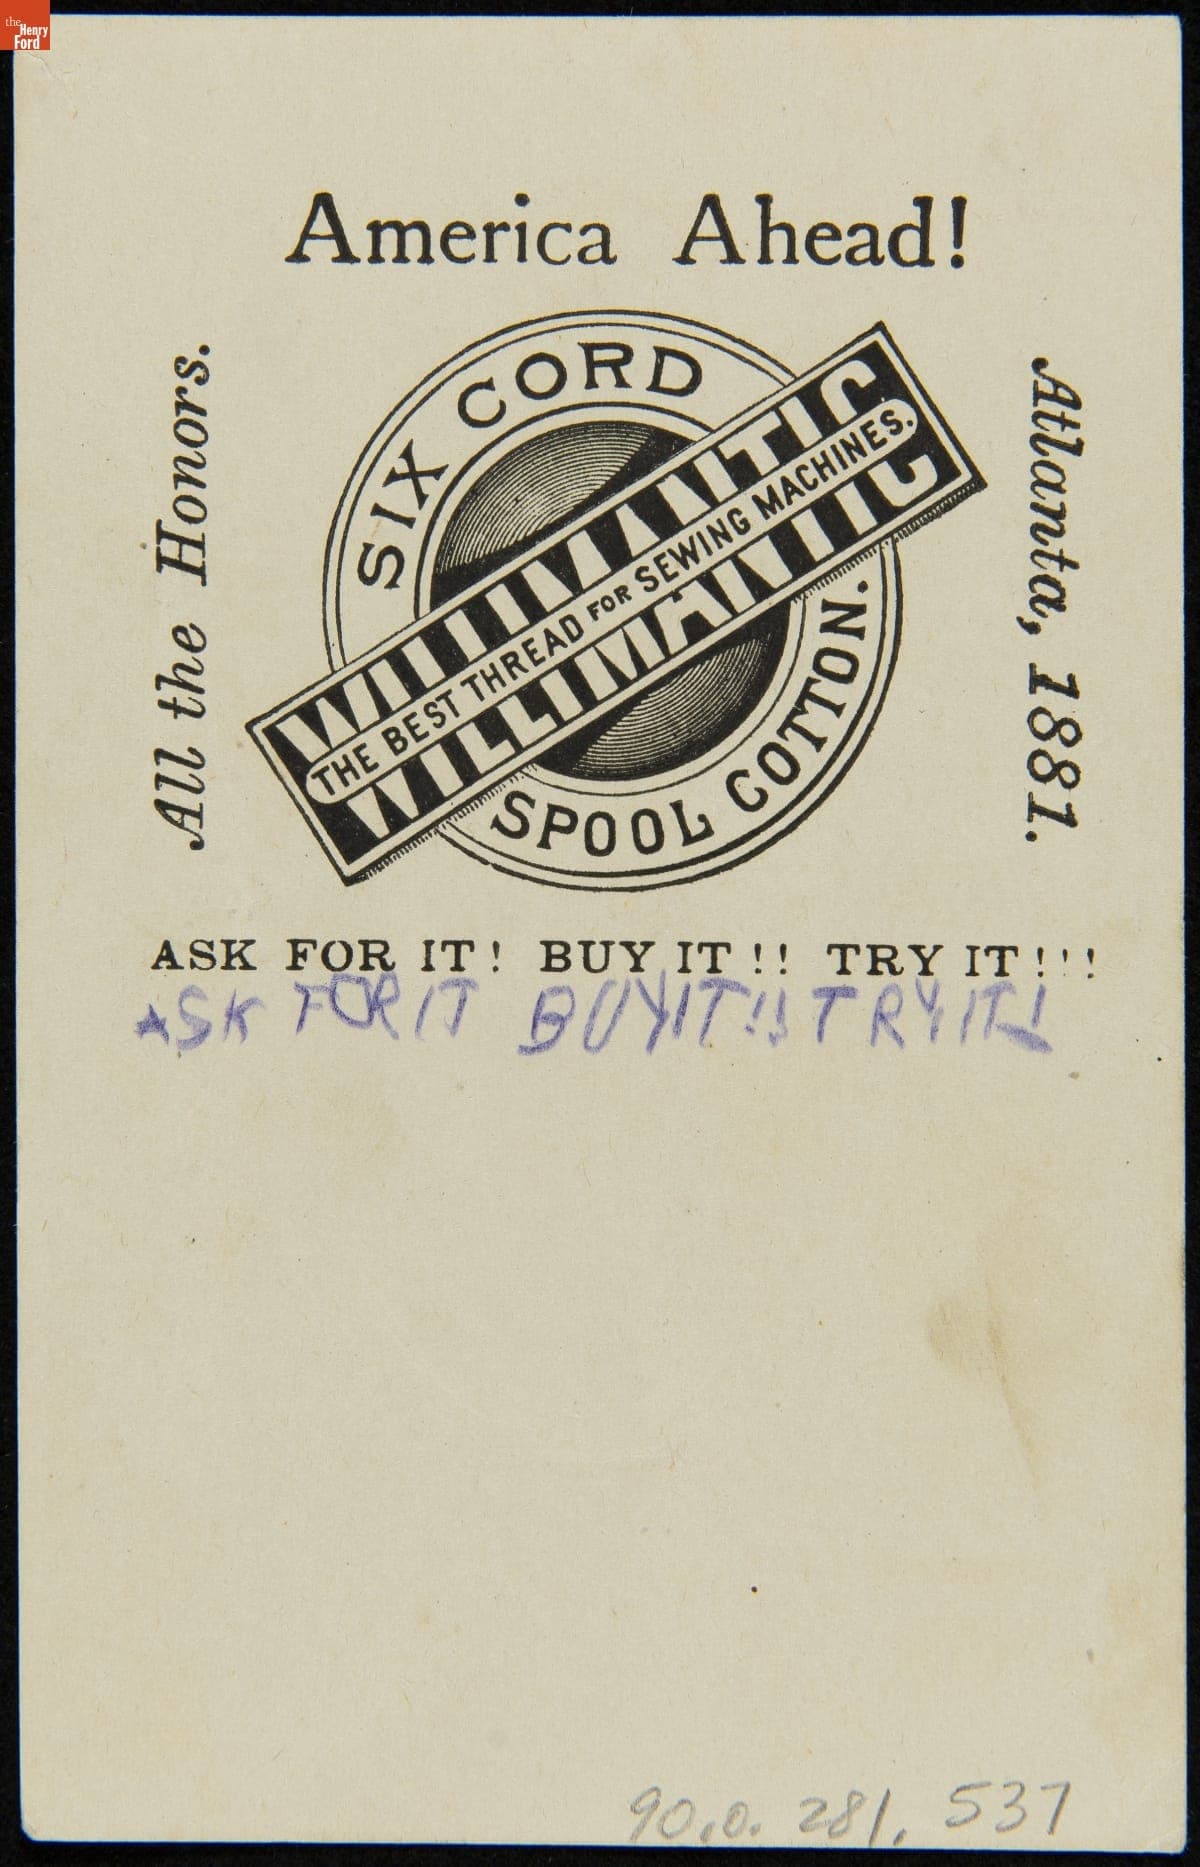 the
Henry
Ford
America Ahead!
All the Honors.
SIX CORD
WILLIMANTIC
THE BEST THREAD FOR SEWING MACHINES.
WILLIMANTIC
SPOOL COTTON.
Atlanta, 1881.
ASK FOR IT! BUY IT!! TRY IT!!!
ASK FOR IT BUY IT!! TRY IT!
90.0.281.537